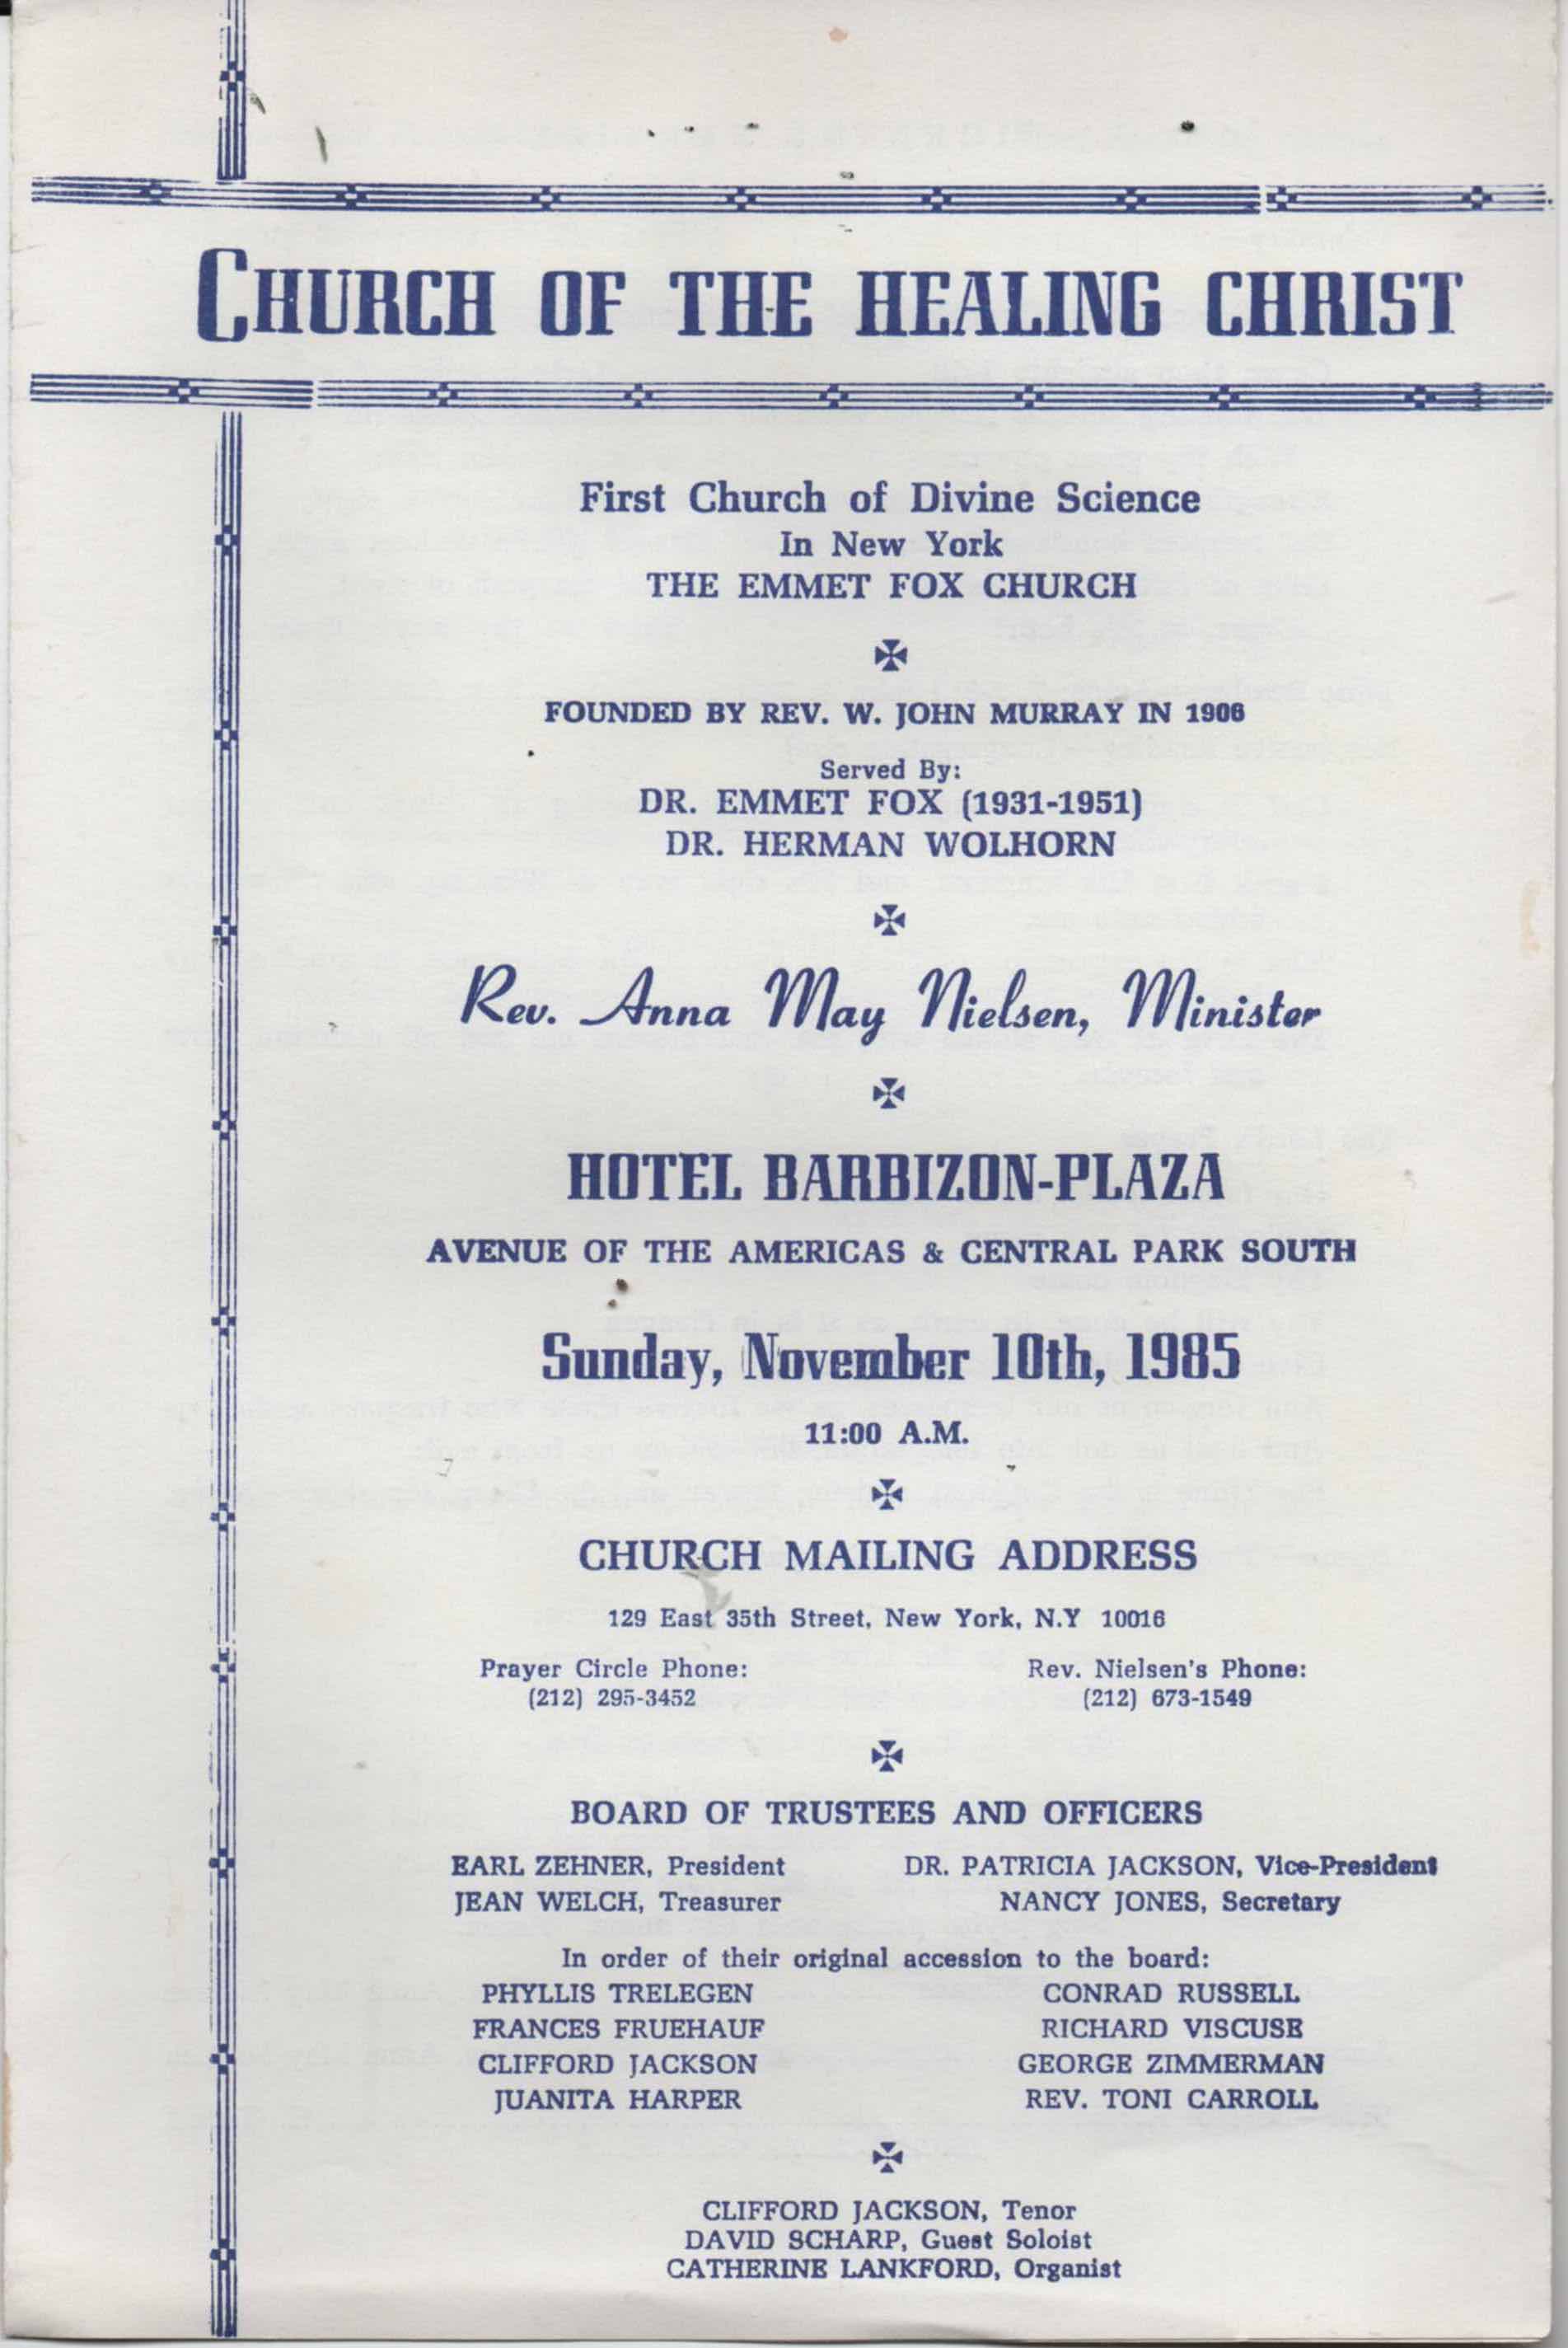 CHURCH OF THE HEALING CHRIST
First Church of Divine Science
In New York
THE EMMET FOX CHURCH
FOUNDED BY REV. W. JOHN MURRAY IN 1906
Served By:
DR. EMMET FOX (1931-1951)
DR. HERMAN WOLHORN
Rev. Anna May Nielsen, Minister
HOTEL BARBIZON-PLAZA
AVENUE OF THE AMERICAS & CENTRAL PARK SOUTH
Sunday, November 10th, 1985
11:00 A.M.
CHURCH MAILING ADDRESS
129 East 35th Street, New York, N.Y 10016
Prayer Circle Phone: Rev. Nielsen's Phone:
(212) 295-3452 (212) 673-1549
BOARD OF TRUSTEES AND OFFICERS
EARL ZEHNER, President DR. PATRICIA JACKSON, Vice-President
JEAN WELCH, Treasurer NANCY JONES, Secretary
In order of their original accession to the board:
PHYLLIS TRELEGEN CONRAD RUSSELL
FRANCES FRUEHAUF RICHARD VISCUSE
CLIFFORD JACKSON GEORGE ZIMMERMAN
JUANITA HARPER REV. TONI CARROLL
CLIFFORD JACKSON, Tenor
DAVID SCHARP, Guest Soloist
CATHERINE LANKFORD, Organist